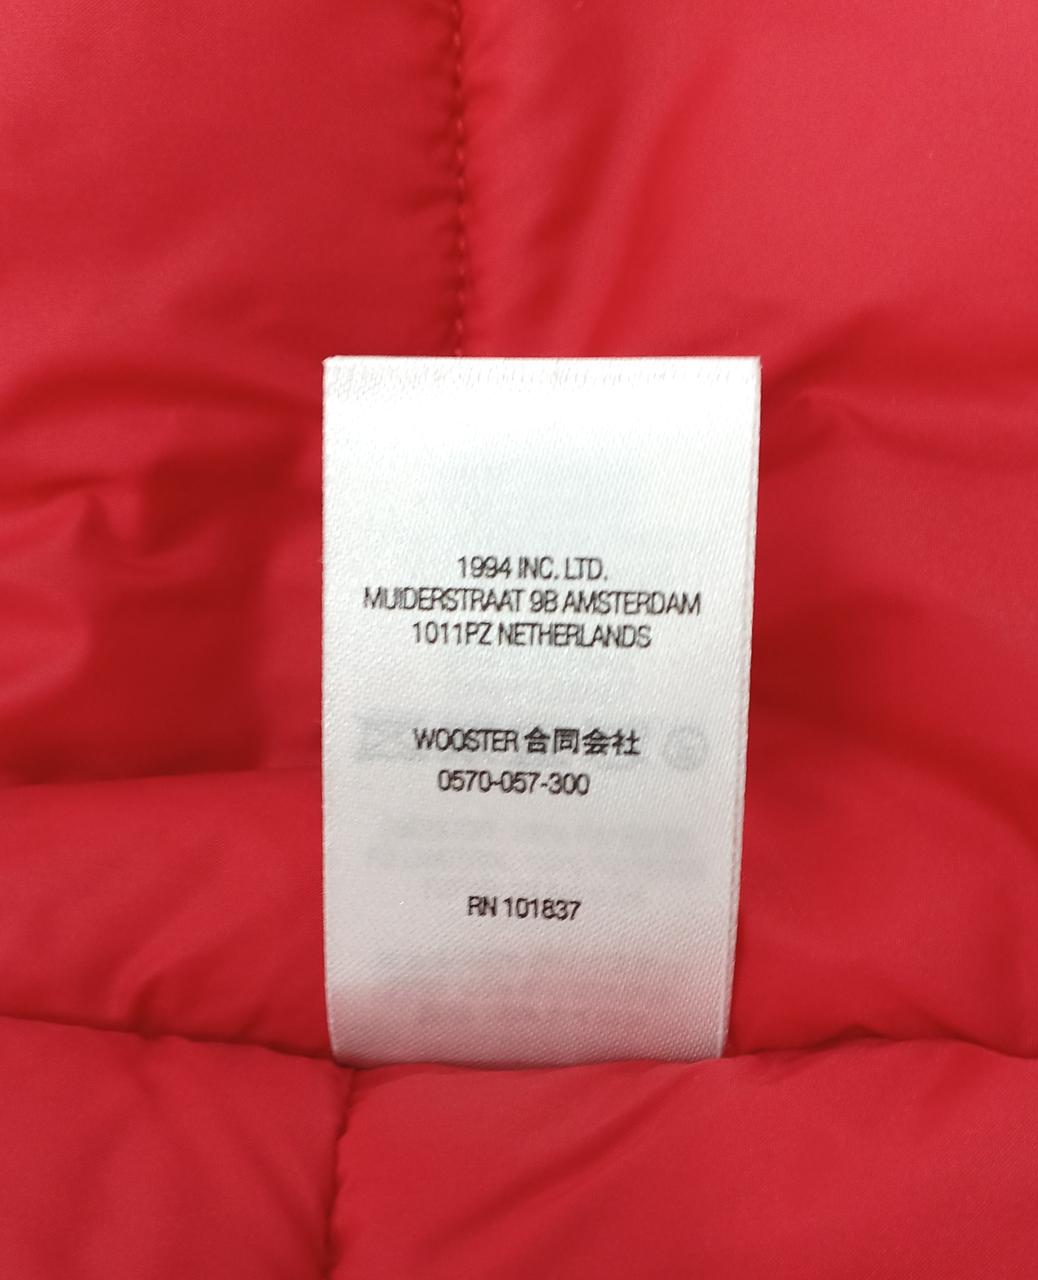 1994 INC. LTD.
MUIDERSTRAAT 9B AMSTERDAM
1011PZ NETHERLANDS
WOOSTER 合同会社
0570-057-300
RN 101837